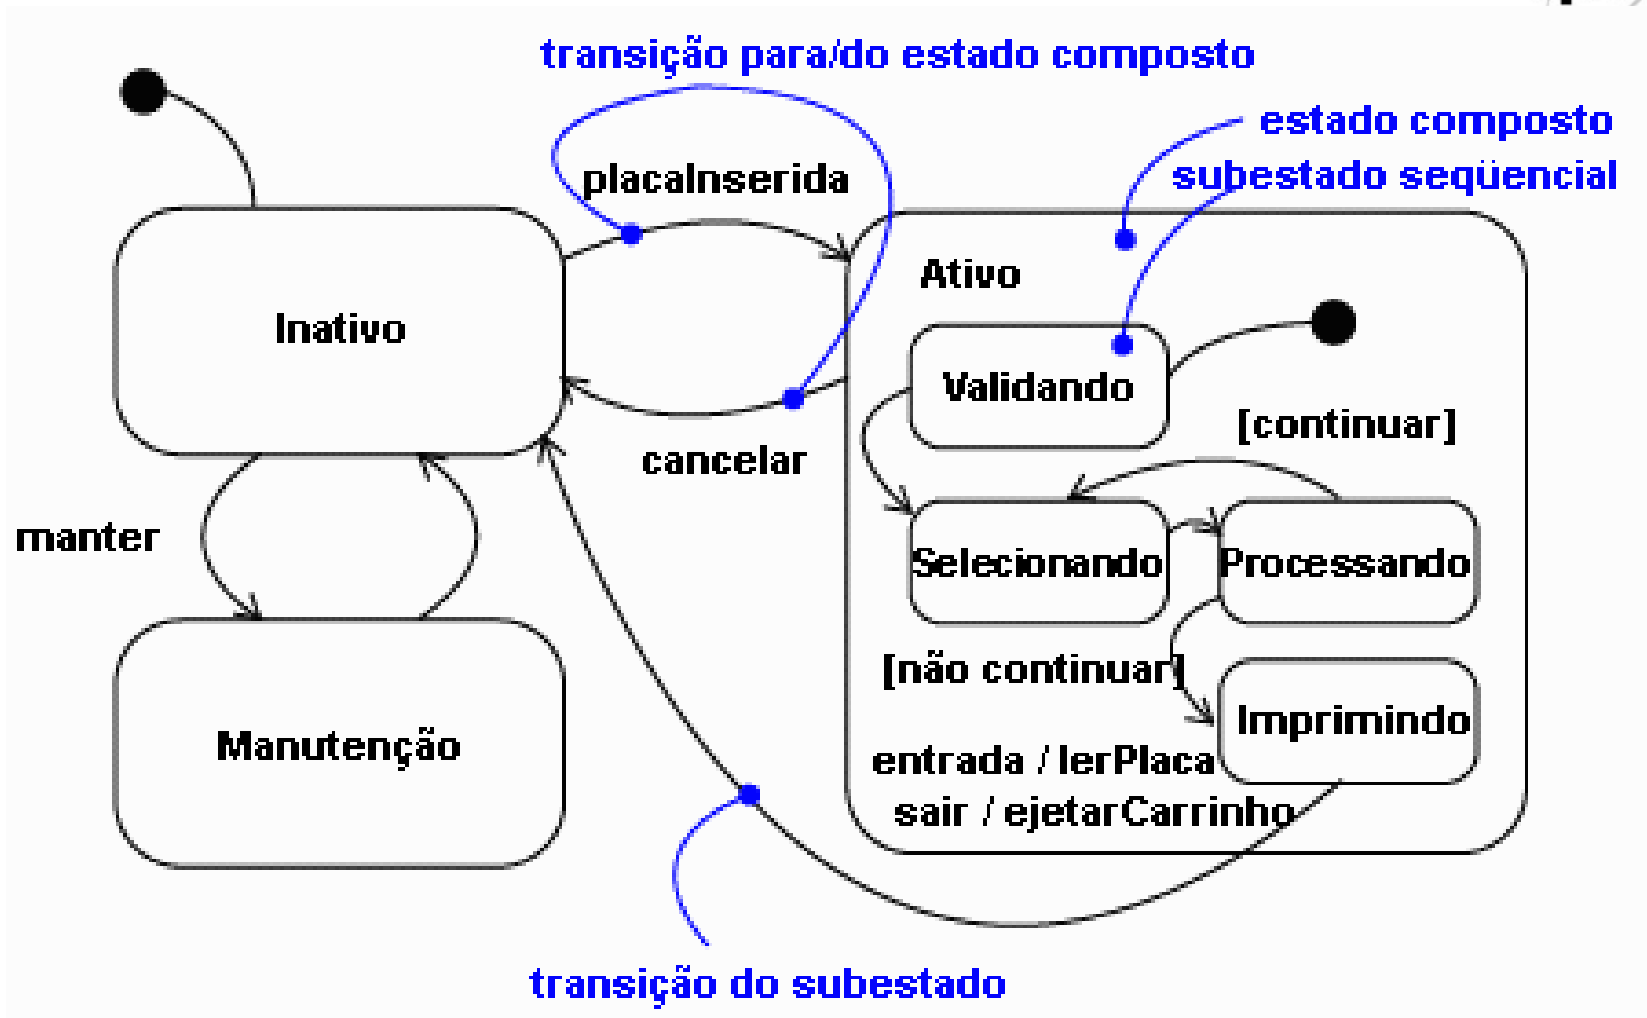 transição para/do estado composto
estado composto
subestado seqüencial
placaInserida
Ativo
Inativo
Validando
[continuar]
cancelar
manter
Selecionando
Processando
[não continuar]
Imprimindo
Manutenção
entrada / lerPlaca
sair / ejetarCarrinho
transição do subestado